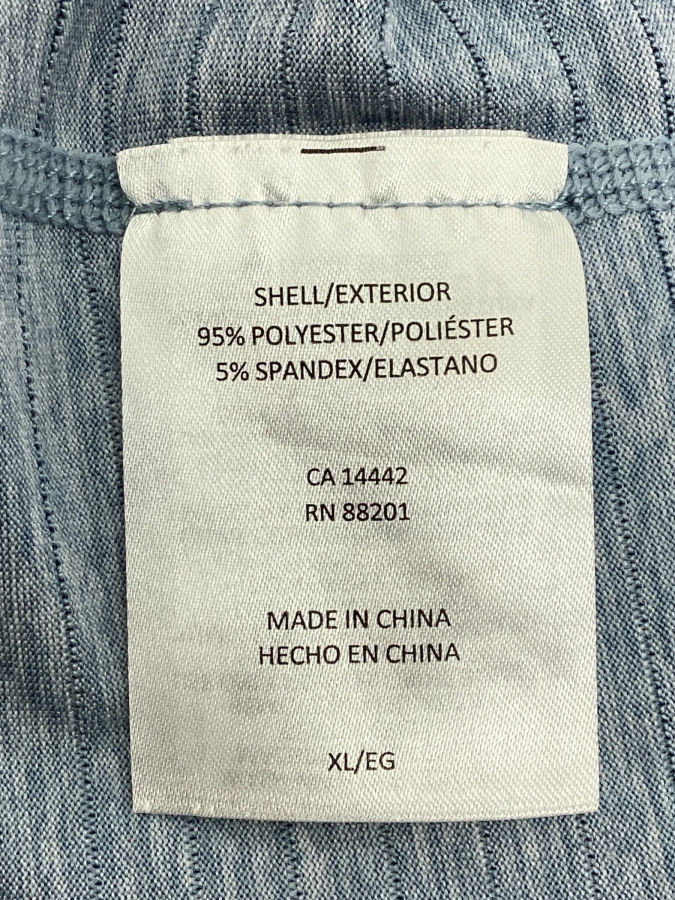 SHELL/EXTERIOR
95% POLYESTER/POLIÉSTER
5% SPANDEX/ELASTANO
CA 14442
RN 88201
MADE IN CHINA
HECHO EN CHINA
XL/EG